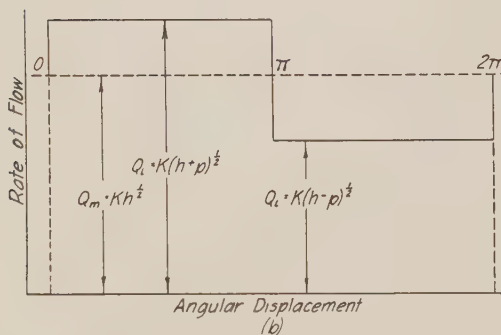 0
π
2π
Rate of Flow
Q_i = K(h+p)^½
Q_m = Kh^½
Q_i = K(h-p)^½
Angular Displacement
(b)